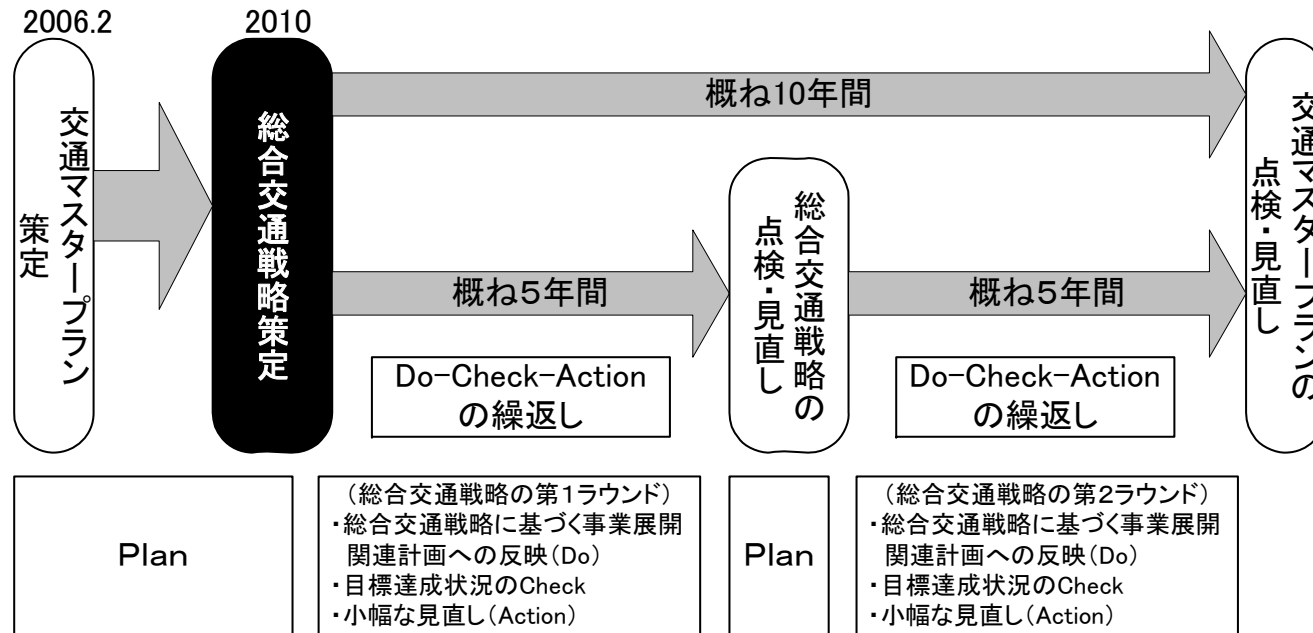 2006.2
2010
交通マスタープラン
策定
総合交通戦略策定
概ね10年間
概ね５年間
総合交通戦略の
点検・見直し
概ね５年間
交通マスタープランの
点検・見直し
Do-Check-Action
の繰返し
Do-Check-Action
の繰返し
Plan
（総合交通戦略の第１ラウンド）
・総合交通戦略に基づく事業展開
関連計画への反映（Do）
・目標達成状況のCheck
・小幅な見直し（Action）
Plan
（総合交通戦略の第２ラウンド）
・総合交通戦略に基づく事業展開
関連計画への反映（Do）
・目標達成状況のCheck
・小幅な見直し（Action）